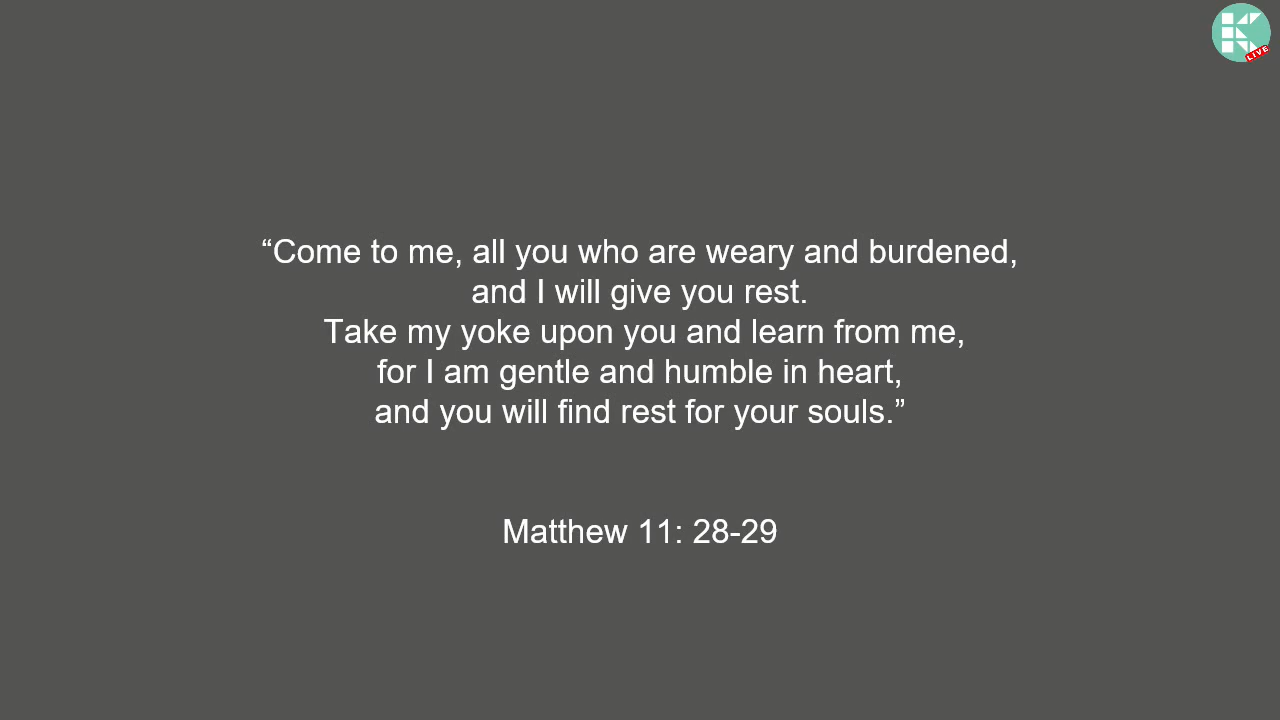 LIVE
“Come to me, all you who are weary and burdened,
and I will give you rest.
Take my yoke upon you and learn from me,
for I am gentle and humble in heart,
and you will find rest for your souls.”
Matthew 11: 28-29